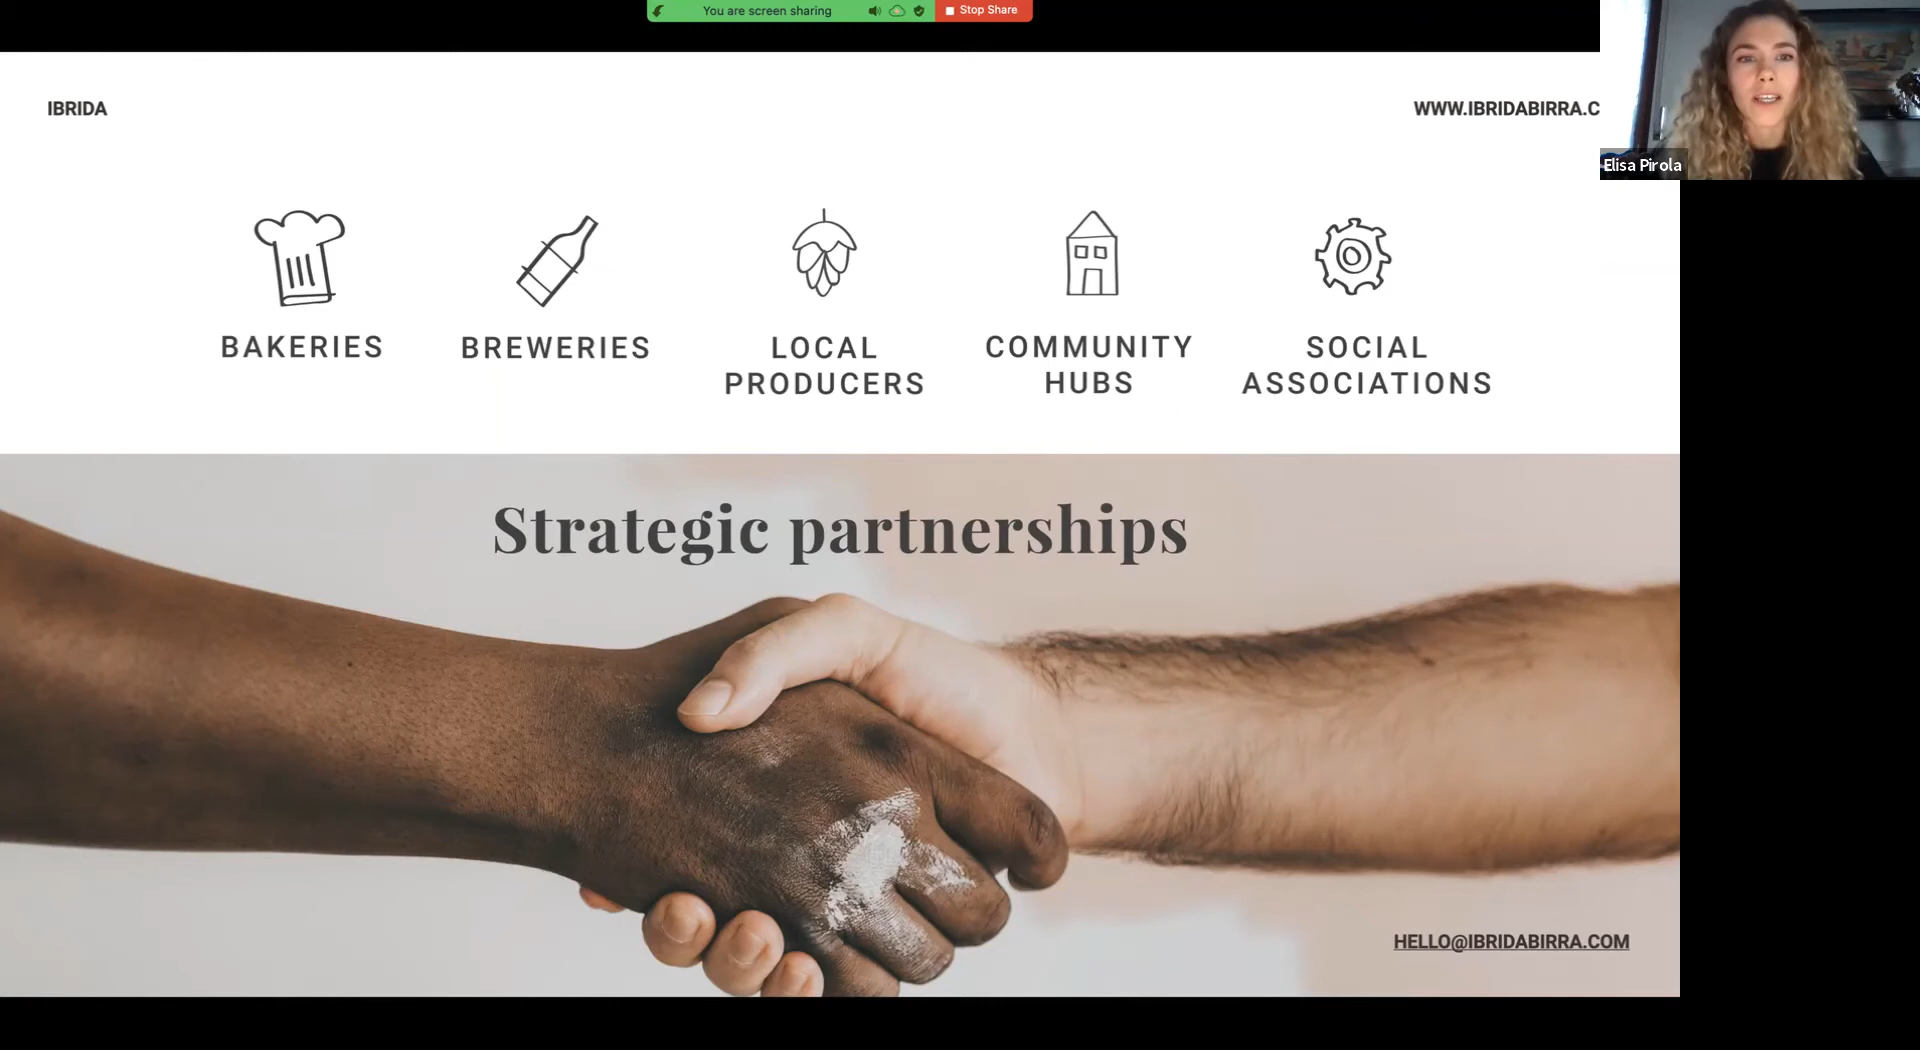 You are screen sharing
Stop Share
IBRIDA
WWW.IBRIDABIRRA.C
Elisa Pirola
BAKERIES
BREWERIES
LOCAL
PRODUCERS
COMMUNITY
HUBS
SOCIAL
ASSOCIATIONS
Strategic partnerships
HELLO@IBRIDABIRRA.COM